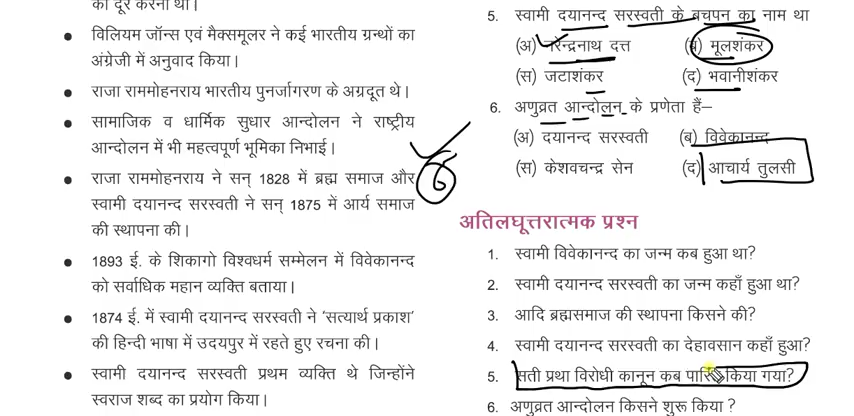 को दूर करना था।
विलियम जॉन्स एवं मैक्समूलर ने कई भारतीय ग्रन्थों का
अंग्रेजी में अनुवाद किया।
राजा राममोहनराय भारतीय पुनर्जागरण के अग्रदूत थे।
सामाजिक व धार्मिक सुधार आन्दोलन ने राष्ट्रीय
आन्दोलन में भी महत्वपूर्ण भूमिका निभाई।
राजा राममोहनराय ने सन् 1828 में ब्रह्म समाज और
स्वामी दयानन्द सरस्वती ने सन् 1875 में आर्य समाज
की स्थापना की।
1893 ई. के शिकागो विश्वधर्म सम्मेलन में विवेकानन्द
को सर्वाधिक महान व्यक्ति बताया।
1874 ई. में स्वामी दयानन्द सरस्वती ने 'सत्यार्थ प्रकाश'
की हिन्दी भाषा में उदयपुर में रहते हुए रचना की।
स्वामी दयानन्द सरस्वती प्रथम व्यक्ति थे जिन्होंने
स्वराज शब्द का प्रयोग किया।
5. स्वामी दयानन्द सरस्वती के बचपन का नाम था
(अ) नरेन्द्रनाथ दत्त (ब) मूलशंकर
(स) जटाशंकर (द) भवानीशंकर
6. अणुव्रत आन्दोलन के प्रणेता हैं–
(अ) दयानन्द सरस्वती (ब) विवेकानन्द
(स) केशवचन्द्र सेन (द) आचार्य तुलसी
अतिलघूत्तरात्मक प्रश्न
1. स्वामी विवेकानन्द का जन्म कब हुआ था?
2. स्वामी दयानन्द सरस्वती का जन्म कहाँ हुआ था?
3. आदि ब्रह्मसमाज की स्थापना किसने की?
4. स्वामी दयानन्द सरस्वती का देहावसान कहाँ हुआ?
5. सती प्रथा विरोधी कानून कब पारित किया गया?
6. अणुव्रत आन्दोलन किसने शुरू किया ?